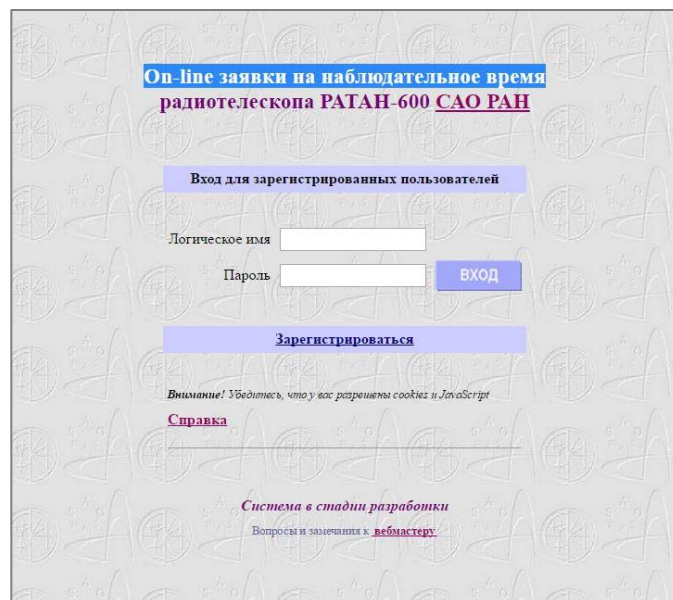 On-line заявки на наблюдательное время
радиотелескопа РАТАН-600 САО РАН
Вход для зарегистрированных пользователей
Логическое имя
Пароль ВХОД
Зарегистрироваться
Внимание! Убедитесь, что у вас разрешены cookies и JavaScript
Справка
Система в стадии разработки
Вопросы и замечания к вебмастеру